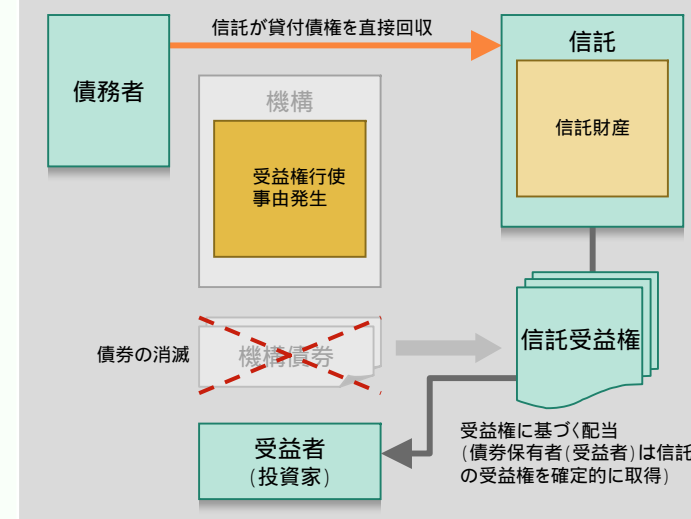 信託が貸付債権を直接回収
債務者
信託
機構
信託財産
受益権行使
事由発生
債券の消滅
機構債券
信託受益権
受益者
(投資家)
受益権に基づく配当
(債券保有者(受益者)は信託
の受益権を確定的に取得)